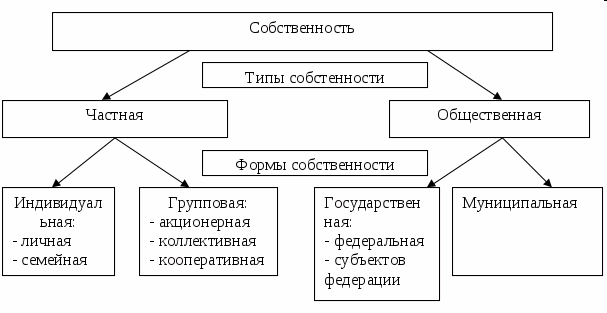 Собственность
Типы собстенности
Частная
Общественная
Формы собственности
Индивидуал
ьная:
- личная
- семейная
Групповая:
- акционерная
- коллективная
- кооперативная
Государствен
ная:
- федеральная
- субъектов
федерации
Муниципальная